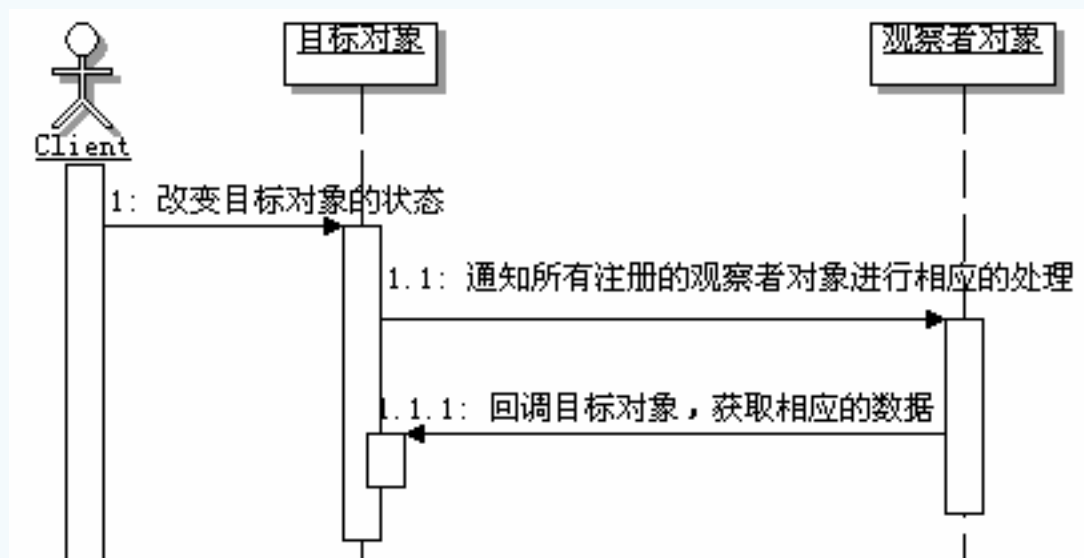 目标对象
观察者对象
Client
1: 改变目标对象的状态
1.1: 通知所有注册的观察者对象进行相应的处理
1.1.1: 回调目标对象，获取相应的数据